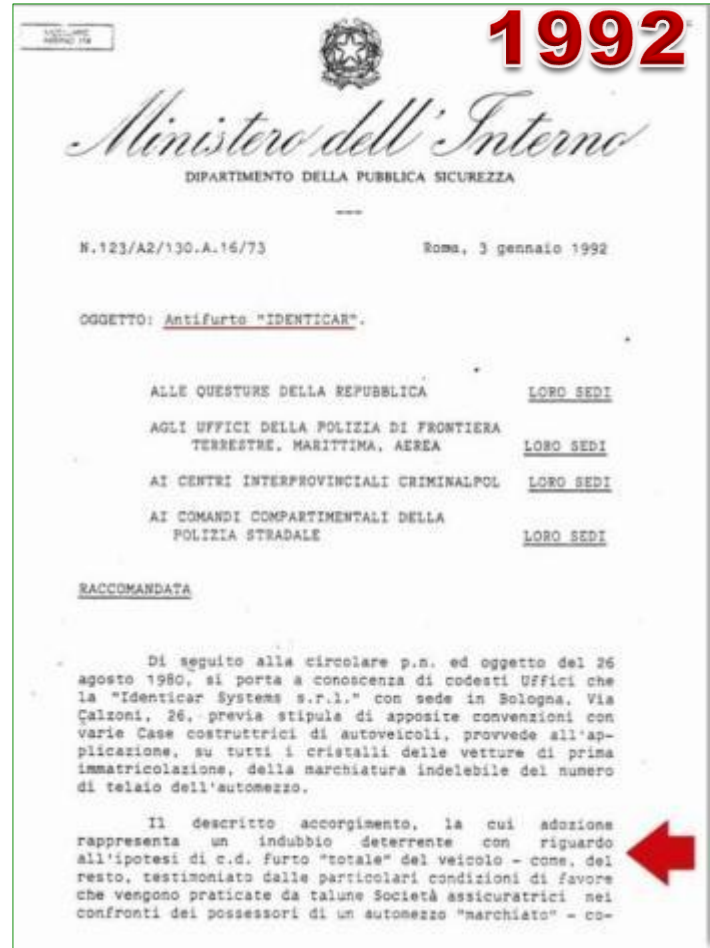 1992
Ministero dell'Interno
DIPARTIMENTO DELLA PUBBLICA SICUREZZA
N.123/A2/130.A.16/73 Roma, 3 gennaio 1992
OGGETTO: Antifurto "IDENTICAR".
ALLE QUESTURE DELLA REPUBBLICA LORO SEDI
AGLI UFFICI DELLA POLIZIA DI FRONTIERA
TERRESTRE, MARITTIMA, AEREA LORO SEDI
AI CENTRI INTERPROVINCIALI CRIMINALPOL LORO SEDI
AI COMANDI COMPARTIMENTALI DELLA
POLIZIA STRADALE LORO SEDI
RACCOMANDATA
Di seguito alla circolare p.n. ed oggetto del 26
agosto 1980, si porta a conoscenza di codesti Uffici che
la "Identicar Systems s.r.l." con sede in Bologna, Via
Calzoni, 26, previa stipula di apposite convenzioni con
varie Case costruttrici di autoveicoli, provvede all'ap-
plicazione, su tutti i cristalli delle vetture di prima
immatricolazione, della marchiatura indelebile del numero
di telaio dell'automezzo.
Il descritto accorgimento, la cui adozione
rappresenta un indubbio deterrente con riguardo
all'ipotesi di c.d. furto "totale" del veicolo - come, del
resto, testimoniato dalle particolari condizioni di favore
che vengono praticate da talune Società assicuratrici nei
confronti dei possessori di un automezzo "marchiato" - co-